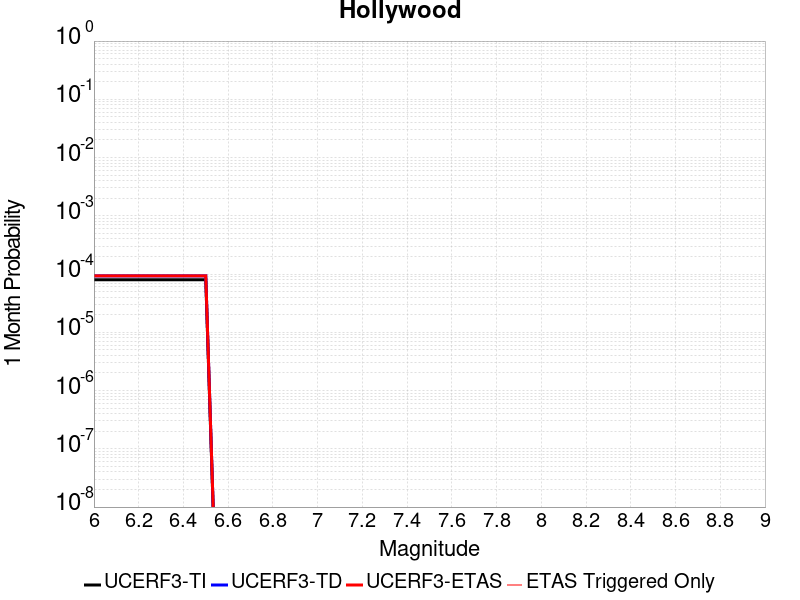 Hollywood
1 Month Probability
10^0
10^-1
10^-2
10^-3
10^-4
10^-5
10^-6
10^-7
10^-8
6 6.2 6.4 6.6 6.8 7 7.2 7.4 7.6 7.8 8 8.2 8.4 8.6 8.8 9
Magnitude
UCERF3-TI UCERF3-TD UCERF3-ETAS ETAS Triggered Only